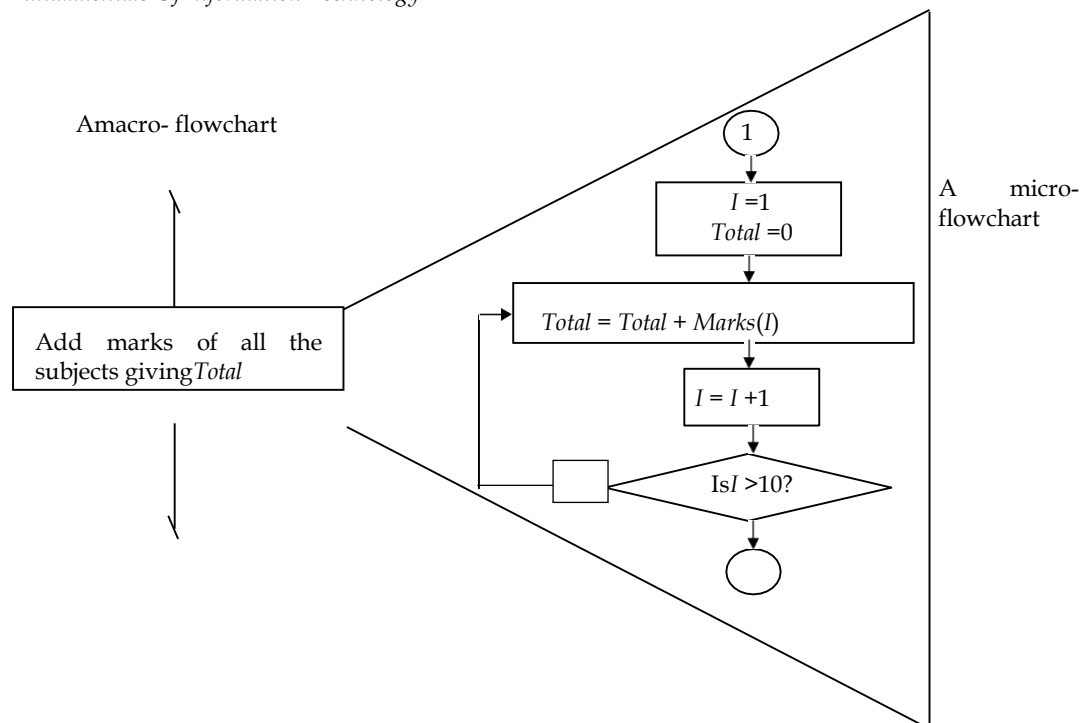 Amacro- flowchart
1
I =1
Total =0
A micro-
flowchart
Total = Total + Marks(I)
Add marks of all the
subjects givingTotal
I = I +1
IsI >10?